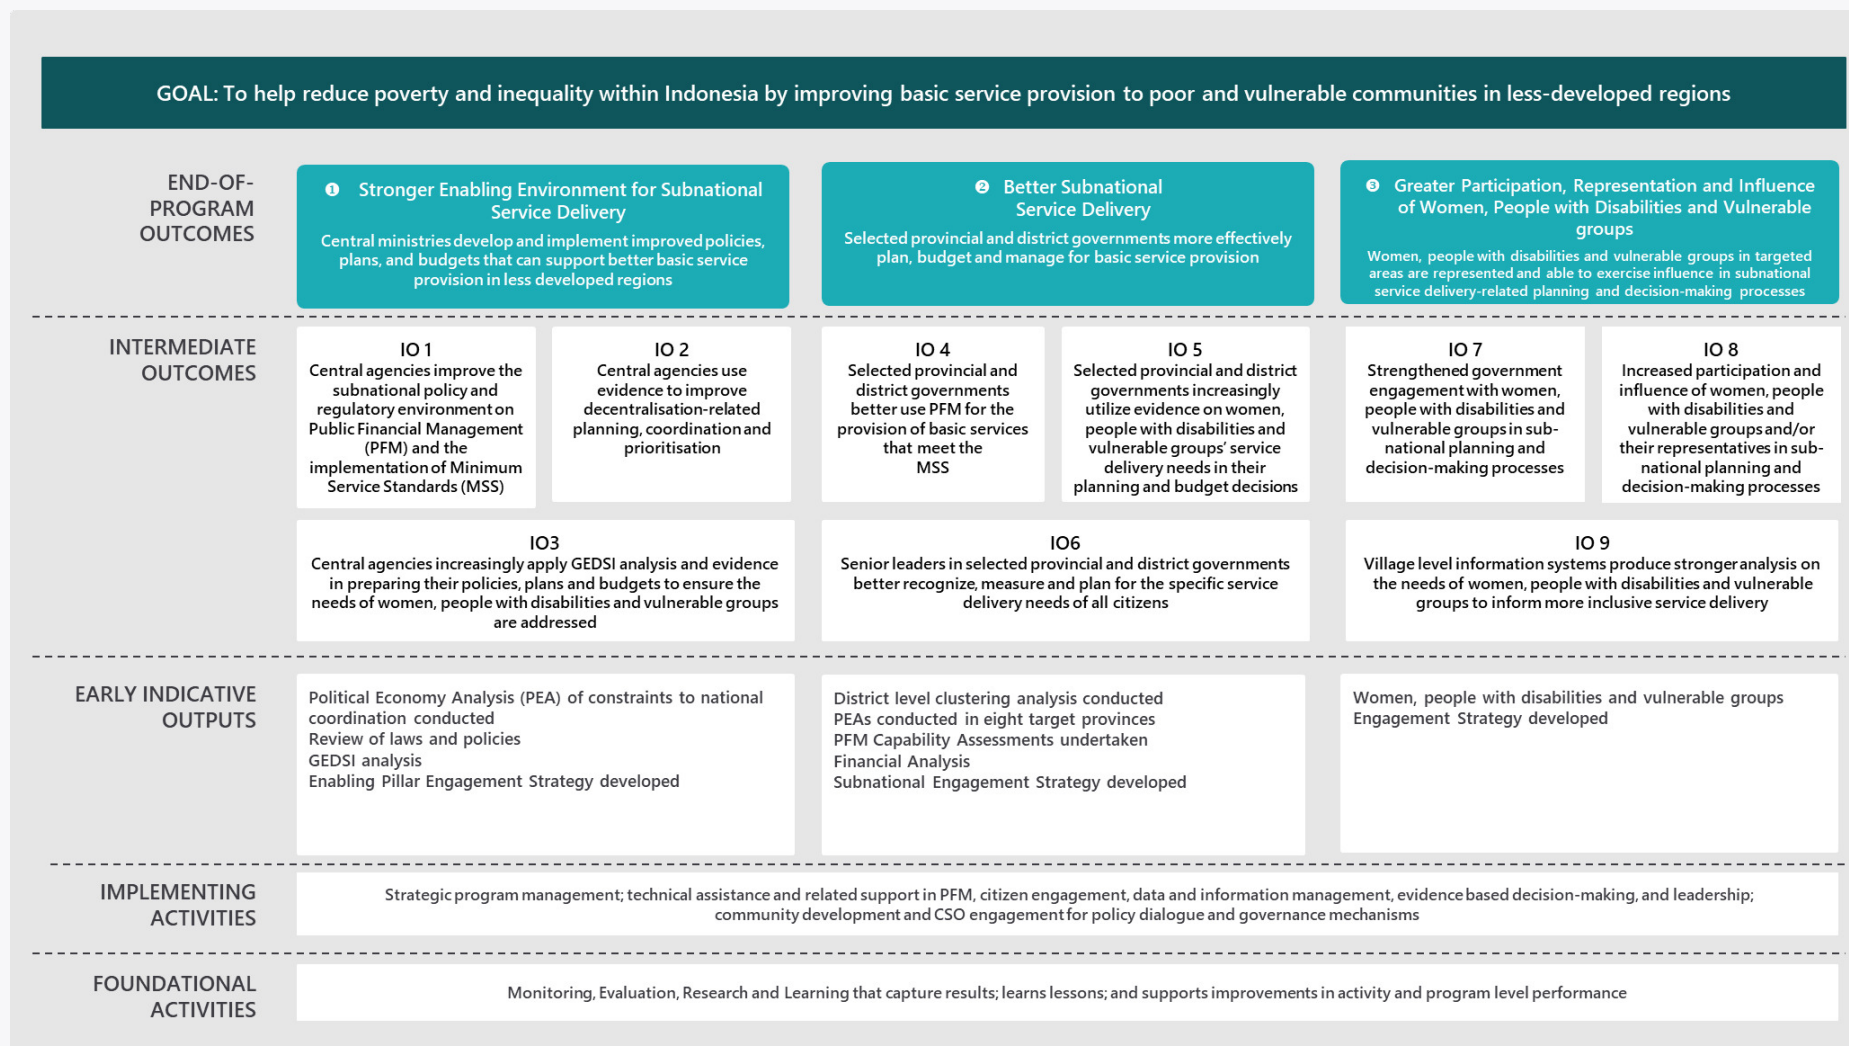 GOAL: To help reduce poverty and inequality within Indonesia by improving basic service provision to poor and vulnerable communities in less-developed regions
END-OF-
PROGRAM
OUTCOMES
❶ Stronger Enabling Environment for Subnational
Service Delivery
Central ministries develop and implement improved policies,
plans, and budgets that can support better basic service
provision in less developed regions
❷ Better Subnational
Service Delivery
Selected provincial and district governments more effectively
plan, budget and manage for basic service provision
❸ Greater Participation, Representation and Influence
of Women, People with Disabilities and Vulnerable
groups
Women, people with disabilities and vulnerable groups in targeted
areas are represented and able to exercise influence in subnational
service delivery-related planning and decision-making processes
INTERMEDIATE
OUTCOMES
IO 1
Central agencies improve the
subnational policy and
regulatory environment on
Public Financial Management
(PFM) and the
implementation of Minimum
Service Standards (MSS)
IO 2
Central agencies use
evidence to improve
decentralisation-related
planning, coordination and
prioritisation
IO 4
Selected provincial and
district governments
better use PFM for the
provision of basic services
that meet the
MSS
IO 5
Selected provincial and district
governments increasingly
utilize evidence on women,
people with disabilities and
vulnerable groups' service
delivery needs in their
planning and budget decisions
IO 7
Strengthened government
engagement with women,
people with disabilities and
vulnerable groups in sub-
national planning and
decision-making processes
IO 8
Increased participation and
influence of women, people
with disabilities and
vulnerable groups and/or
their representatives in sub-
national planning and
decision-making processes
IO3
Central agencies increasingly apply GEDSI analysis and evidence
in preparing their policies, plans and budgets to ensure the
needs of women, people with disabilities and vulnerable groups
are addressed
IO6
Senior leaders in selected provincial and district governments
better recognize, measure and plan for the specific service
delivery needs of all citizens
IO 9
Village level information systems produce stronger analysis on
the needs of women, people with disabilities and vulnerable
groups to inform more inclusive service delivery
EARLY INDICATIVE
OUTPUTS
Political Economy Analysis (PEA) of constraints to national
coordination conducted
Review of laws and policies
GEDSI analysis
Enabling Pillar Engagement Strategy developed
District level clustering analysis conducted
PEAs conducted in eight target provinces
PFM Capability Assessments undertaken
Financial Analysis
Subnational Engagement Strategy developed
Women, people with disabilities and vulnerable groups
Engagement Strategy developed
IMPLEMENTING
ACTIVITIES
Strategic program management; technical assistance and related support in PFM, citizen engagement, data and information management, evidence based decision-making, and leadership;
community development and CSO engagement for policy dialogue and governance mechanisms
FOUNDATIONAL
ACTIVITIES
Monitoring, Evaluation, Research and Learning that capture results; learns lessons; and supports improvements in activity and program level performance